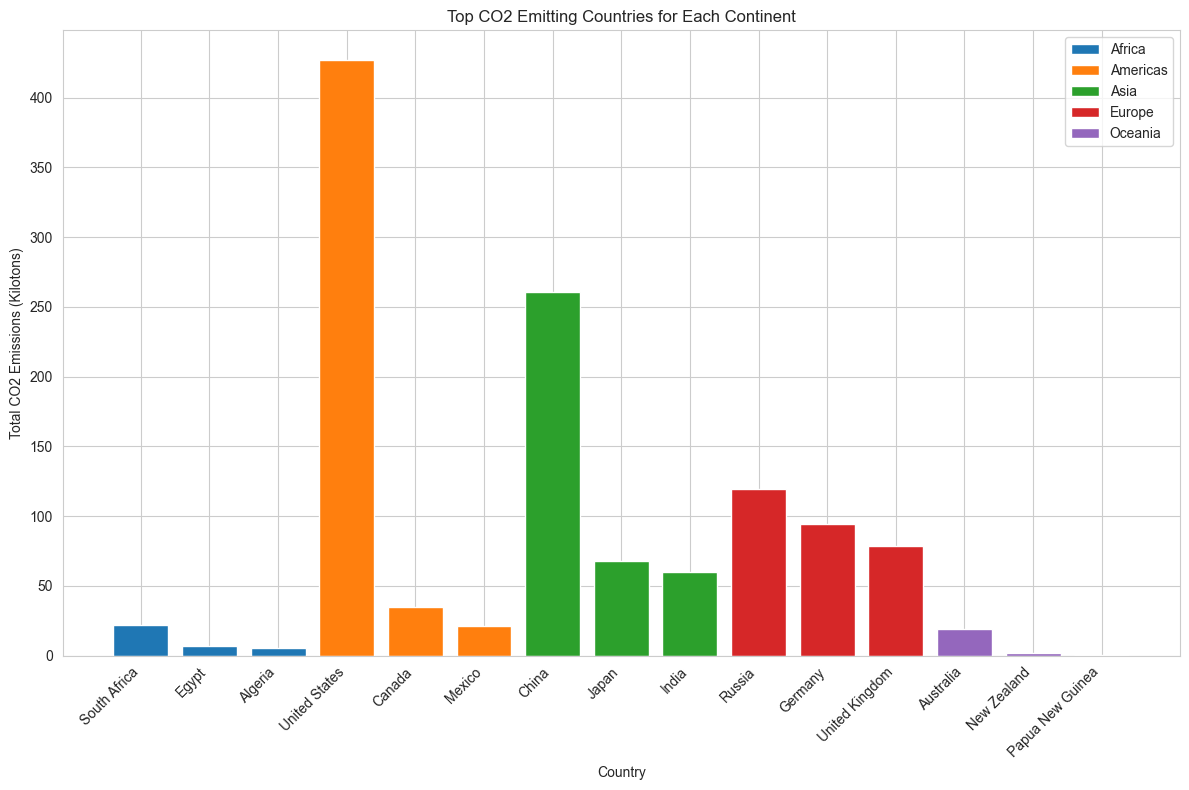 Top CO2 Emitting Countries for Each Continent
Africa
Americas
Asia
Europe
Oceania
Total CO2 Emissions (Kilotons)
400
350
300
250
200
150
100
50
0
South Africa
Egypt
Algeria
United States
Canada
Mexico
China
Japan
India
Russia
Germany
United Kingdom
Australia
New Zealand
Papua New Guinea
Country